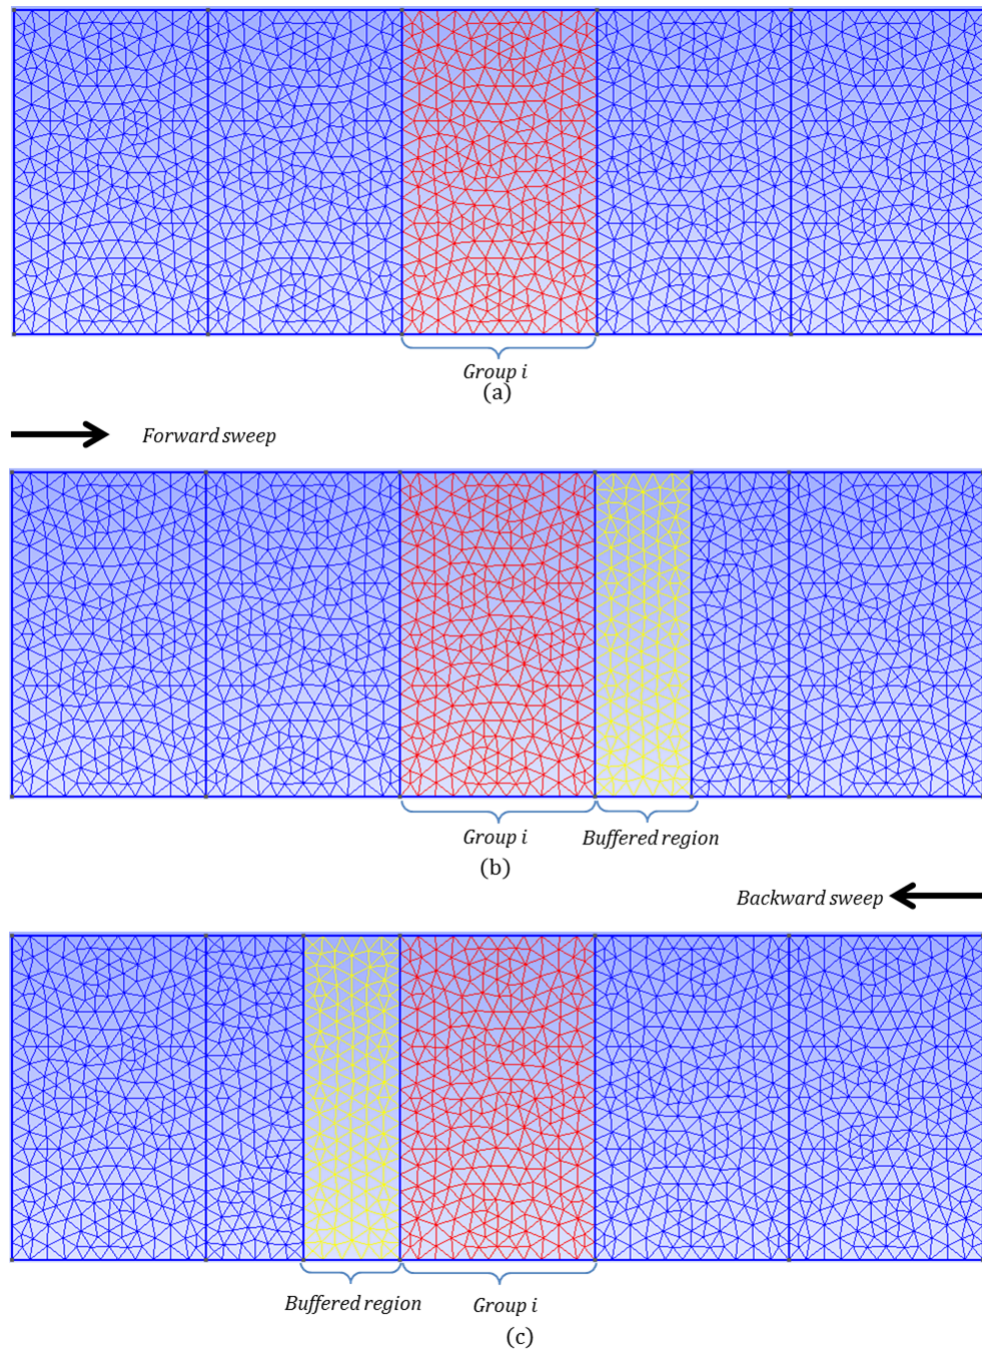 Group i
(a)
Forward sweep
Group i
Buffered region
(b)
Backward sweep
Buffered region
Group i
(c)